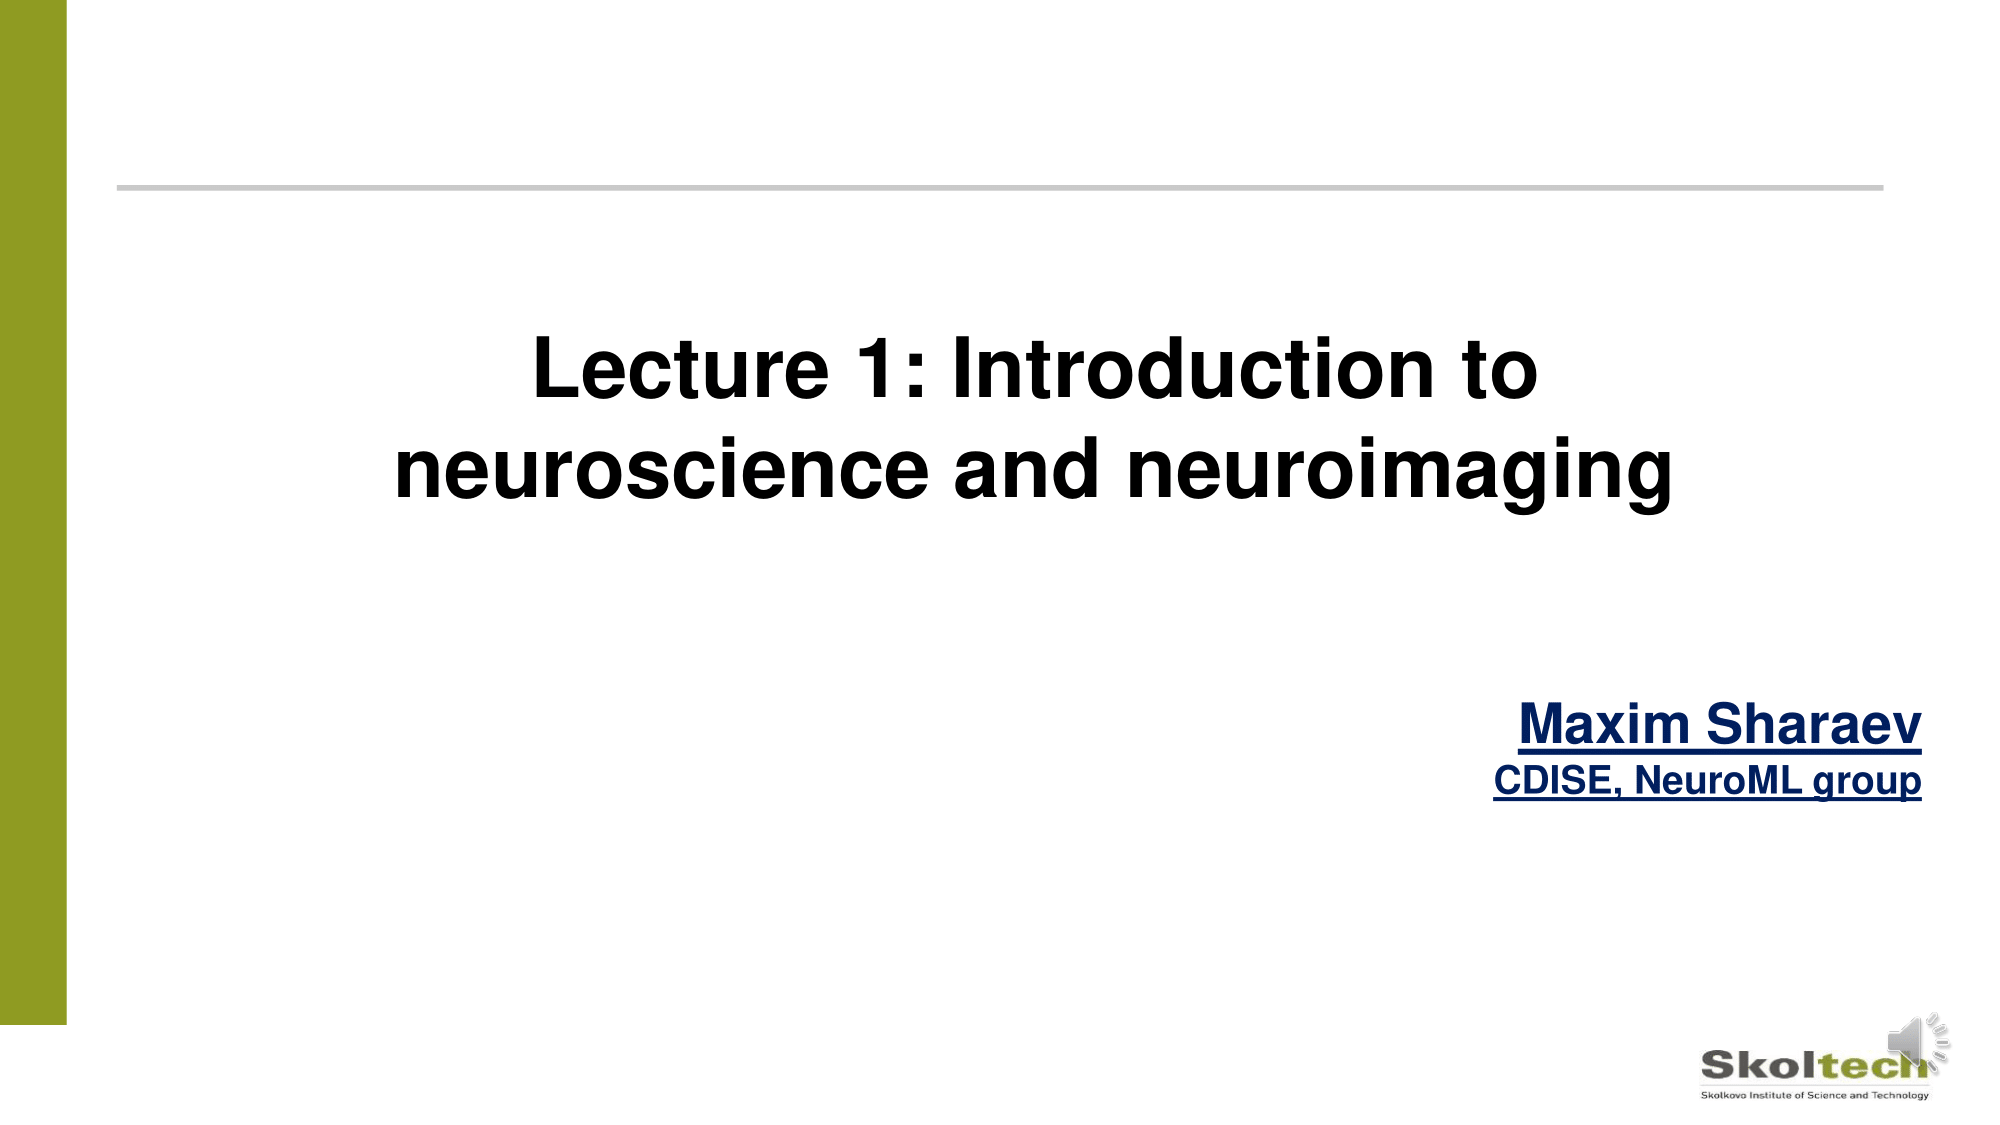 Lecture 1: Introduction to
neuroscience and neuroimaging
Maxim Sharaev
CDISE, NeuroML group
Skoltech
Skolkovo Institute of Science and Technology